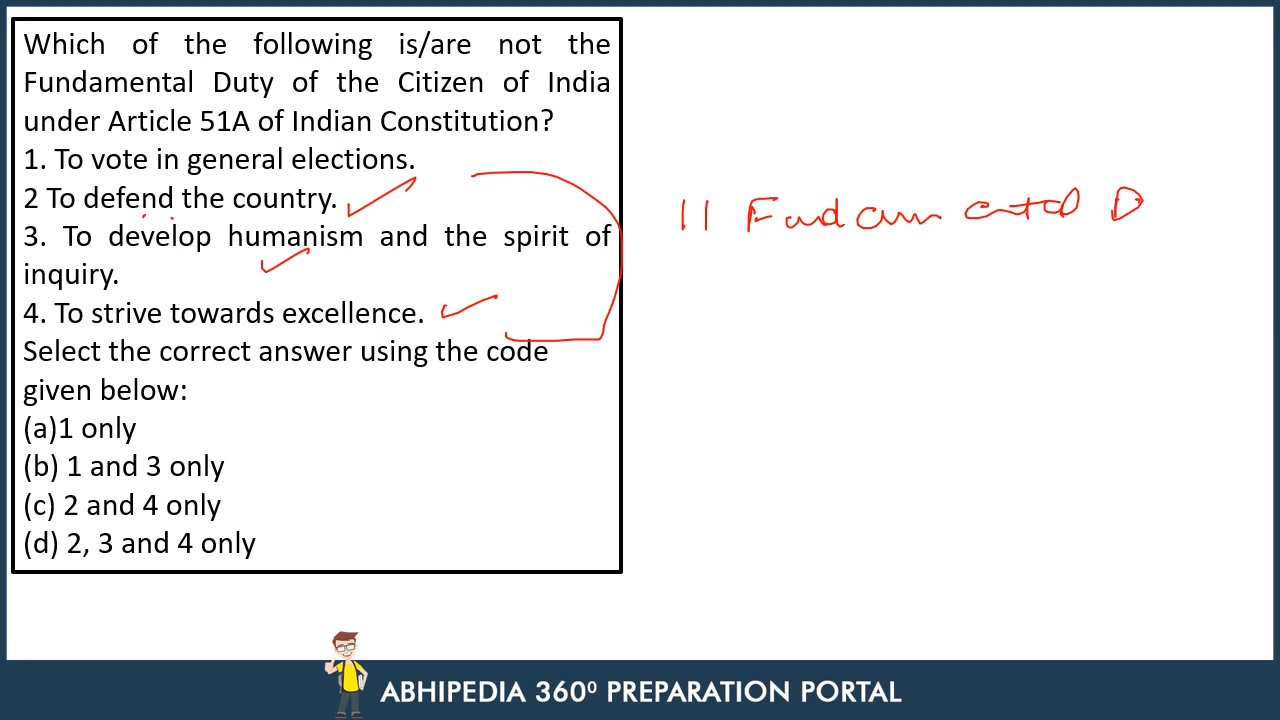 Which of the following is/are not the
Fundamental Duty of the Citizen of India
under Article 51A of Indian Constitution?
1. To vote in general elections.
2 To defend the country.
3. To develop humanism and the spirit of
inquiry.
4. To strive towards excellence.
Select the correct answer using the code
given below:
(a)1 only
(b) 1 and 3 only
(c) 2 and 4 only
(d) 2, 3 and 4 only
11 Fundamental D
ABHIPEDIA 360⁰ PREPARATION PORTAL